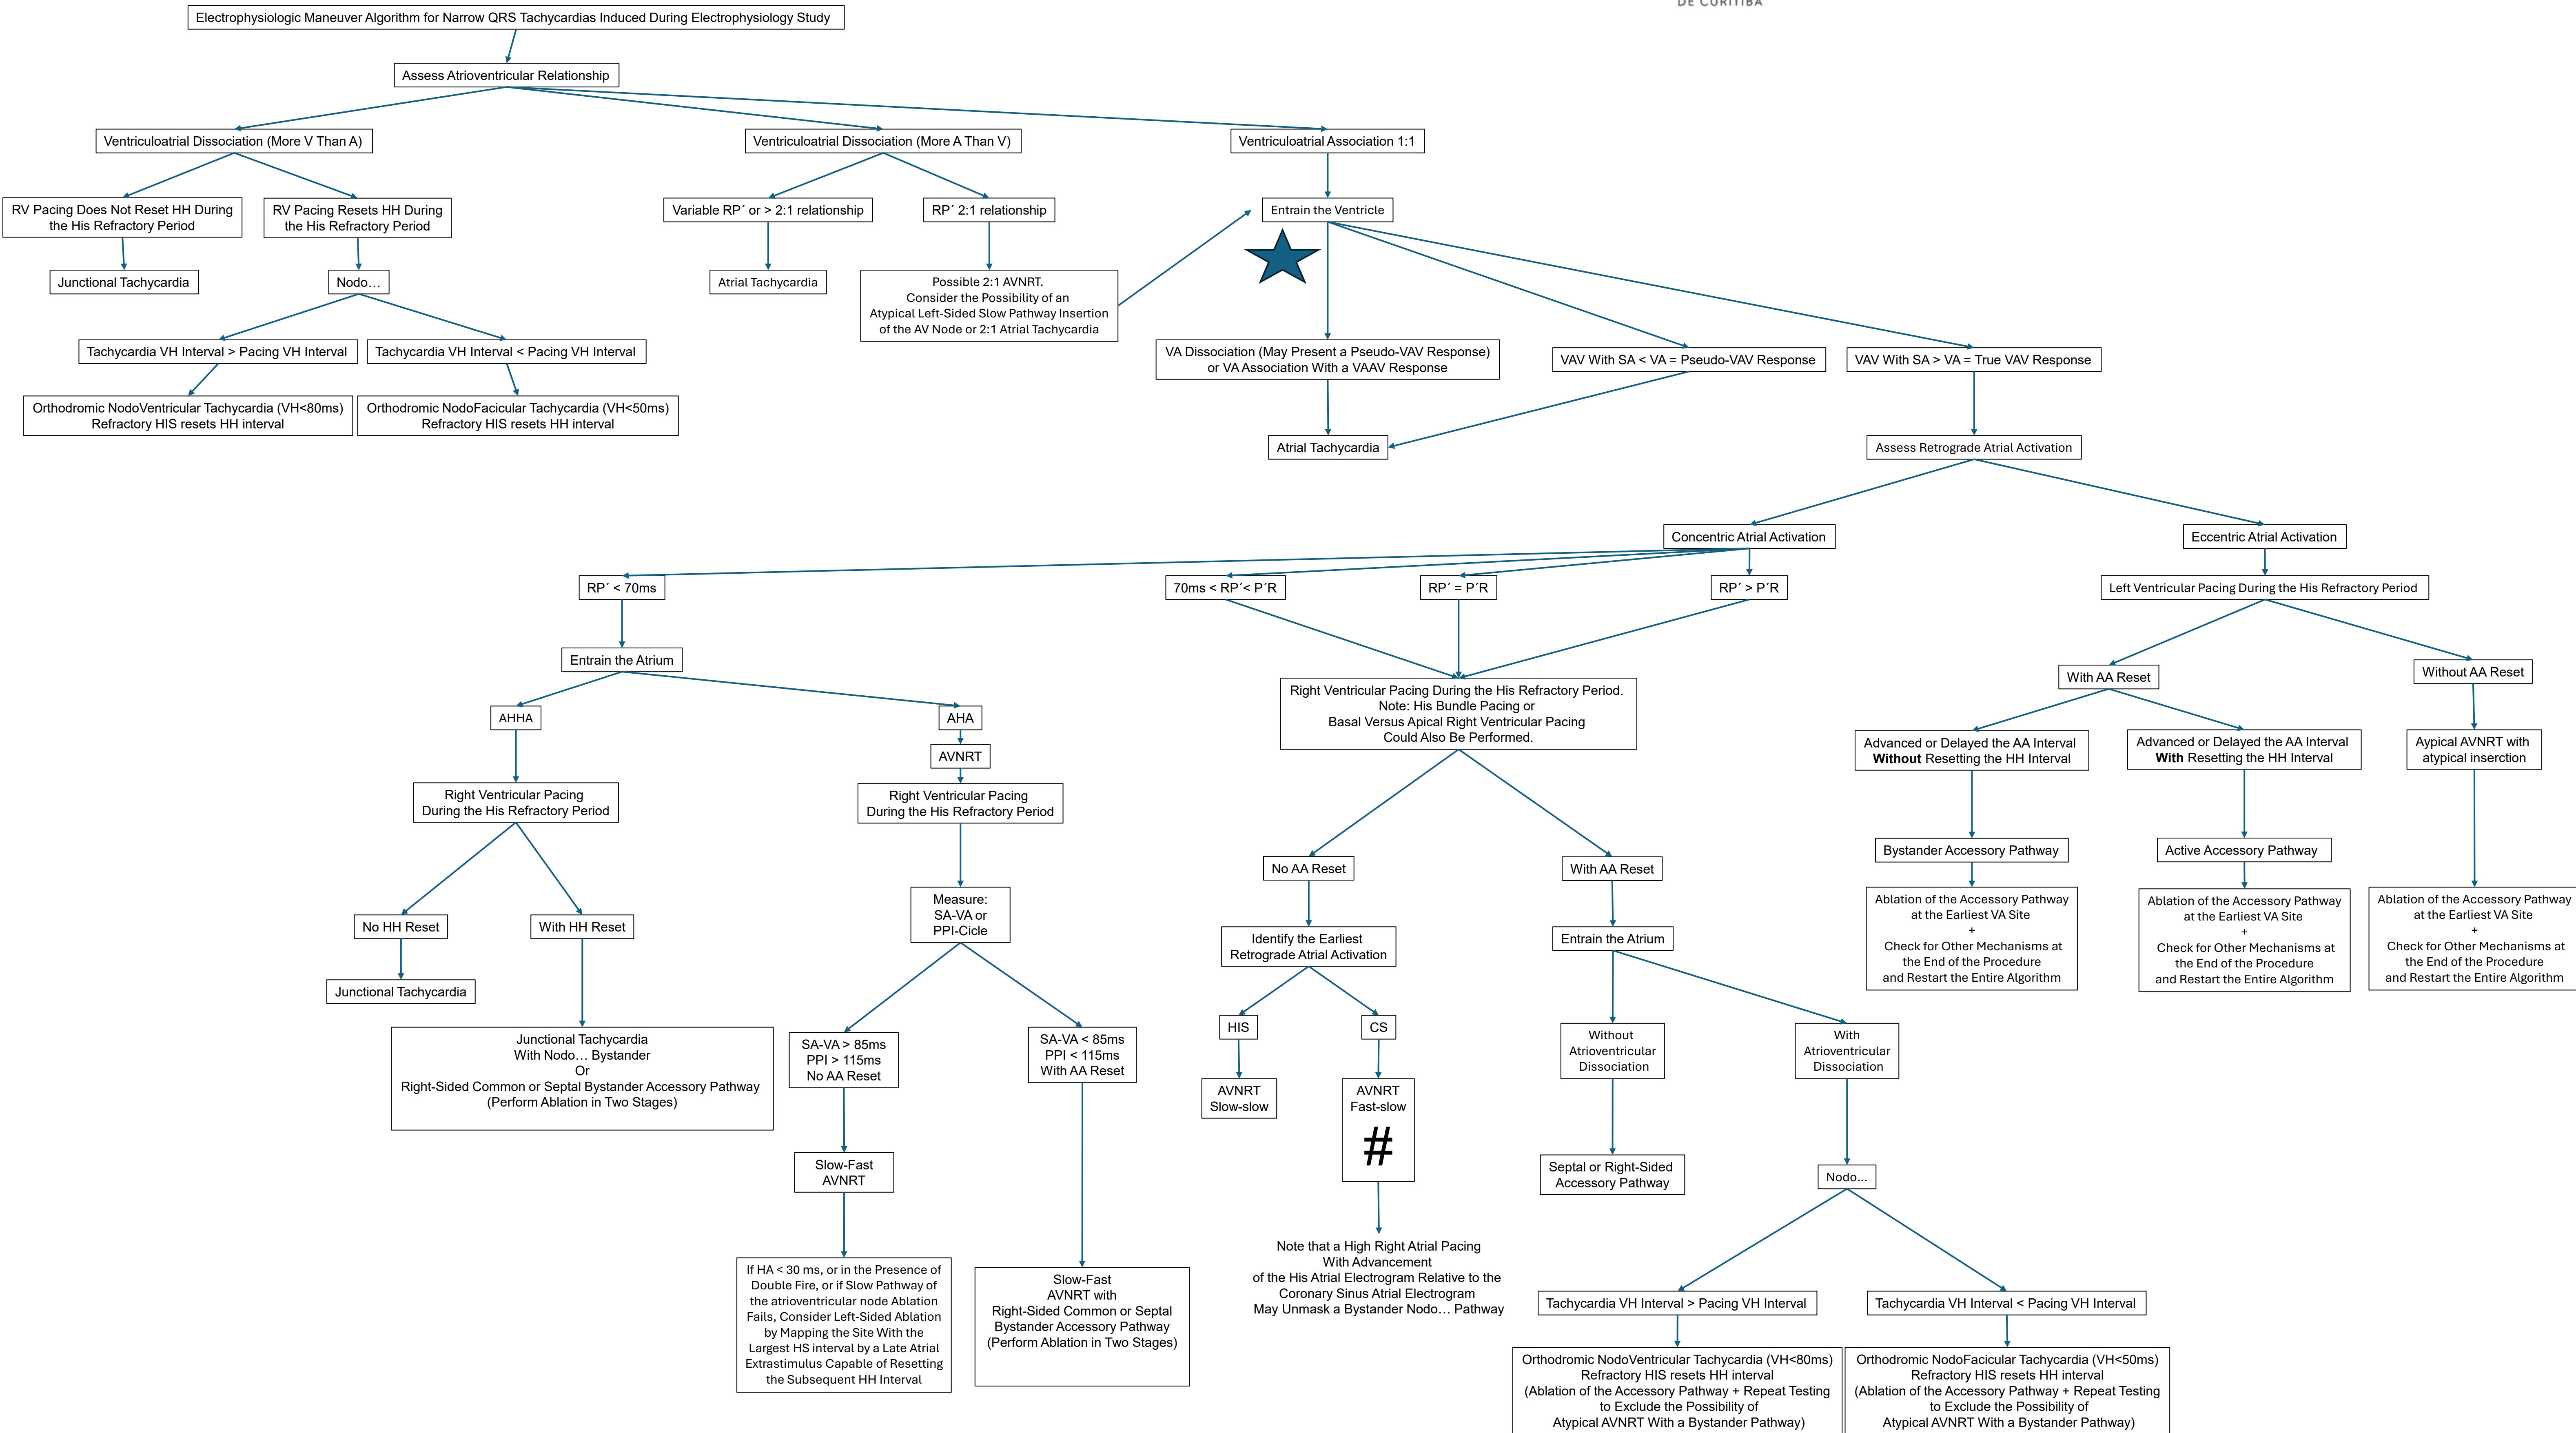 DE CURITIBA
Electrophysiologic Maneuver Algorithm for Narrow QRS Tachycardias Induced During Electrophysiology Study
Assess Atrioventricular Relationship
Ventriculoatrial Dissociation (More V Than A)
Ventriculoatrial Dissociation (More A Than V)
Ventriculoatrial Association 1:1
RV Pacing Does Not Reset HH During
the His Refractory Period
RV Pacing Resets HH During
the His Refractory Period
Variable RP´ or > 2:1 relationship
RP´ 2:1 relationship
Entrain the Ventricle
Junctional Tachycardia
Nodo…
Atrial Tachycardia
Possible 2:1 AVNRT.
Consider the Possibility of an
Atypical Left-Sided Slow Pathway Insertion
of the AV Node or 2:1 Atrial Tachycardia
Tachycardia VH Interval > Pacing VH Interval
Tachycardia VH Interval < Pacing VH Interval
VA Dissociation (May Present a Pseudo-VAV Response)
or VA Association With a VAAV Response
VAV With SA < VA = Pseudo-VAV Response
VAV With SA > VA = True VAV Response
Orthodromic NodoVentricular Tachycardia (VH<80ms)
Refractory HIS resets HH interval
Orthodromic NodoFacicular Tachycardia (VH<50ms)
Refractory HIS resets HH interval
Atrial Tachycardia
Assess Retrograde Atrial Activation
Concentric Atrial Activation
Eccentric Atrial Activation
RP´ < 70ms
70ms < RP´< P´R
RP´ = P´R
RP´ > P´R
Left Ventricular Pacing During the His Refractory Period
Entrain the Atrium
With AA Reset
Without AA Reset
Right Ventricular Pacing During the His Refractory Period.
Note: His Bundle Pacing or
Basal Versus Apical Right Ventricular Pacing
Could Also Be Performed.
AHHA
AHA
AVNRT
Advanced or Delayed the AA Interval
Without Resetting the HH Interval
Advanced or Delayed the AA Interval
With Resetting the HH Interval
Aypical AVNRT with
atypical inserction
Right Ventricular Pacing
During the His Refractory Period
Right Ventricular Pacing
During the His Refractory Period
Bystander Accessory Pathway
Active Accessory Pathway
No AA Reset
With AA Reset
Measure:
SA-VA or
PPI-Cicle
Ablation of the Accessory Pathway
at the Earliest VA Site
+
Check for Other Mechanisms at
the End of the Procedure
and Restart the Entire Algorithm
Ablation of the Accessory Pathway
at the Earliest VA Site
+
Check for Other Mechanisms at
the End of the Procedure
and Restart the Entire Algorithm
Ablation of the Accessory Pathway
at the Earliest VA Site
+
Check for Other Mechanisms at
the End of the Procedure
and Restart the Entire Algorithm
No HH Reset
With HH Reset
Identify the Earliest
Retrograde Atrial Activation
Entrain the Atrium
Junctional Tachycardia
HIS
CS
Junctional Tachycardia
With Nodo… Bystander
Or
Right-Sided Common or Septal Bystander Accessory Pathway
(Perform Ablation in Two Stages)
SA-VA > 85ms
PPI > 115ms
No AA Reset
SA-VA < 85ms
PPI < 115ms
With AA Reset
Without
Atrioventricular
Dissociation
With
Atrioventricular
Dissociation
AVNRT
Slow-slow
AVNRT
Fast-slow
#
Slow-Fast
AVNRT
Septal or Right-Sided
Accessory Pathway
Nodo...
Note that a High Right Atrial Pacing
With Advancement
of the His Atrial Electrogram Relative to the
Coronary Sinus Atrial Electrogram
May Unmask a Bystander Nodo… Pathway
If HA < 30 ms, or in the Presence of
Double Fire, or if Slow Pathway of
the atrioventricular node Ablation
Fails, Consider Left-Sided Ablation
by Mapping the Site With the
Largest HS interval by a Late Atrial
Extrastimulus Capable of Resetting
the Subsequent HH Interval
Slow-Fast
AVNRT with
Right-Sided Common or Septal
Bystander Accessory Pathway
(Perform Ablation in Two Stages)
Tachycardia VH Interval > Pacing VH Interval
Tachycardia VH Interval < Pacing VH Interval
Orthodromic NodoVentricular Tachycardia (VH<80ms)
Refractory HIS resets HH interval
(Ablation of the Accessory Pathway + Repeat Testing
to Exclude the Possibility of
Atypical AVNRT With a Bystander Pathway)
Orthodromic NodoFacicular Tachycardia (VH<50ms)
Refractory HIS resets HH interval
(Ablation of the Accessory Pathway + Repeat Testing
to Exclude the Possibility of
Atypical AVNRT With a Bystander Pathway)